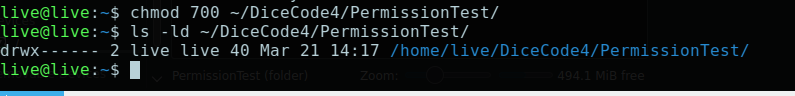 live@live:~$ chmod 700 ~/DiceCode4/PermissionTest/
live@live:~$ ls -ld ~/DiceCode4/PermissionTest/
drwx------ 2 live live 40 Mar 21 14:17 /home/live/DiceCode4/PermissionTest/
live@live:~$
PermissionTest (folder) Zoom: 494.1 MiB free